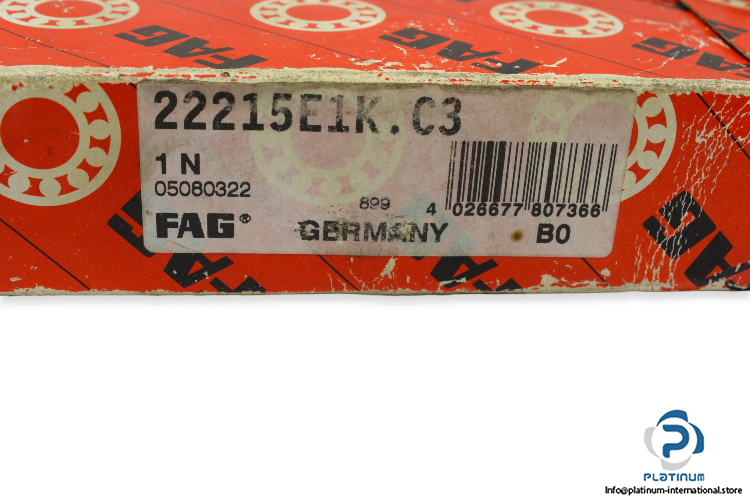 FAG FAG
22215E1K.C3
1 N
05080322
899
4 026677 807366
FAG® GERMANY B0
FAG
PLATINUM
Info@platinum-international.store